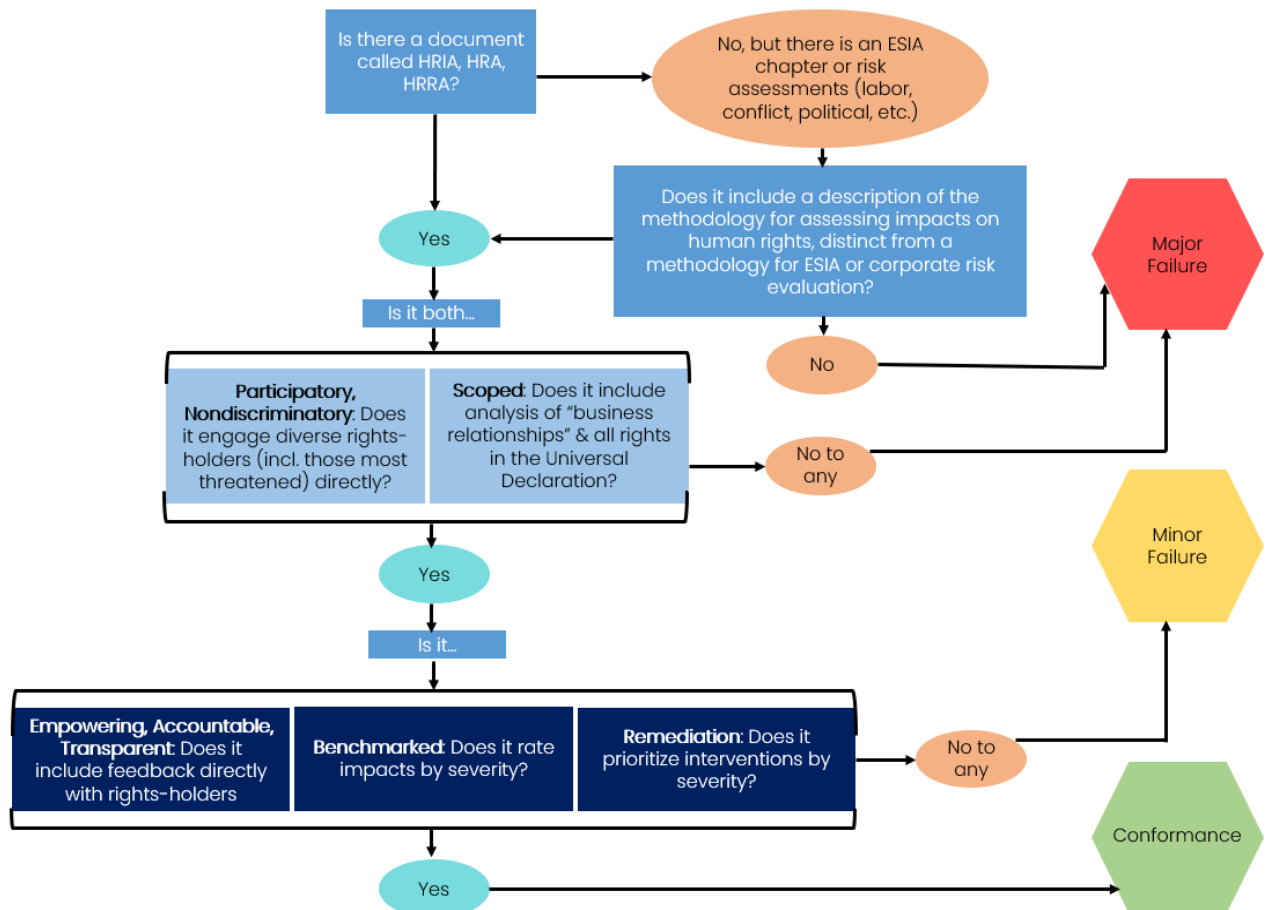 Is there a document
called HRIA, HRA,
HRRA?
No, but there is an ESIA
chapter or risk
assessments (labor,
conflict, political, etc.)
Does it include a description of the
methodology for assessing impacts on
human rights, distinct from a
methodology for ESIA or corporate risk
evaluation?
Major
Failure
Yes
Is it both...
No
Participatory,
Nondiscriminatory: Does
it engage diverse rights-
holders (incl. those most
threatened) directly?
Scoped: Does it include
analysis of “business
relationships” & all rights
in the Universal
Declaration?
No to
any
Minor
Failure
Yes
Is it...
Empowering, Accountable,
Transparent: Does it
include feedback directly
with rights-holders
Benchmarked: Does it rate
impacts by severity?
Remediation: Does it
prioritize interventions by
severity?
No to
any
Conformance
Yes